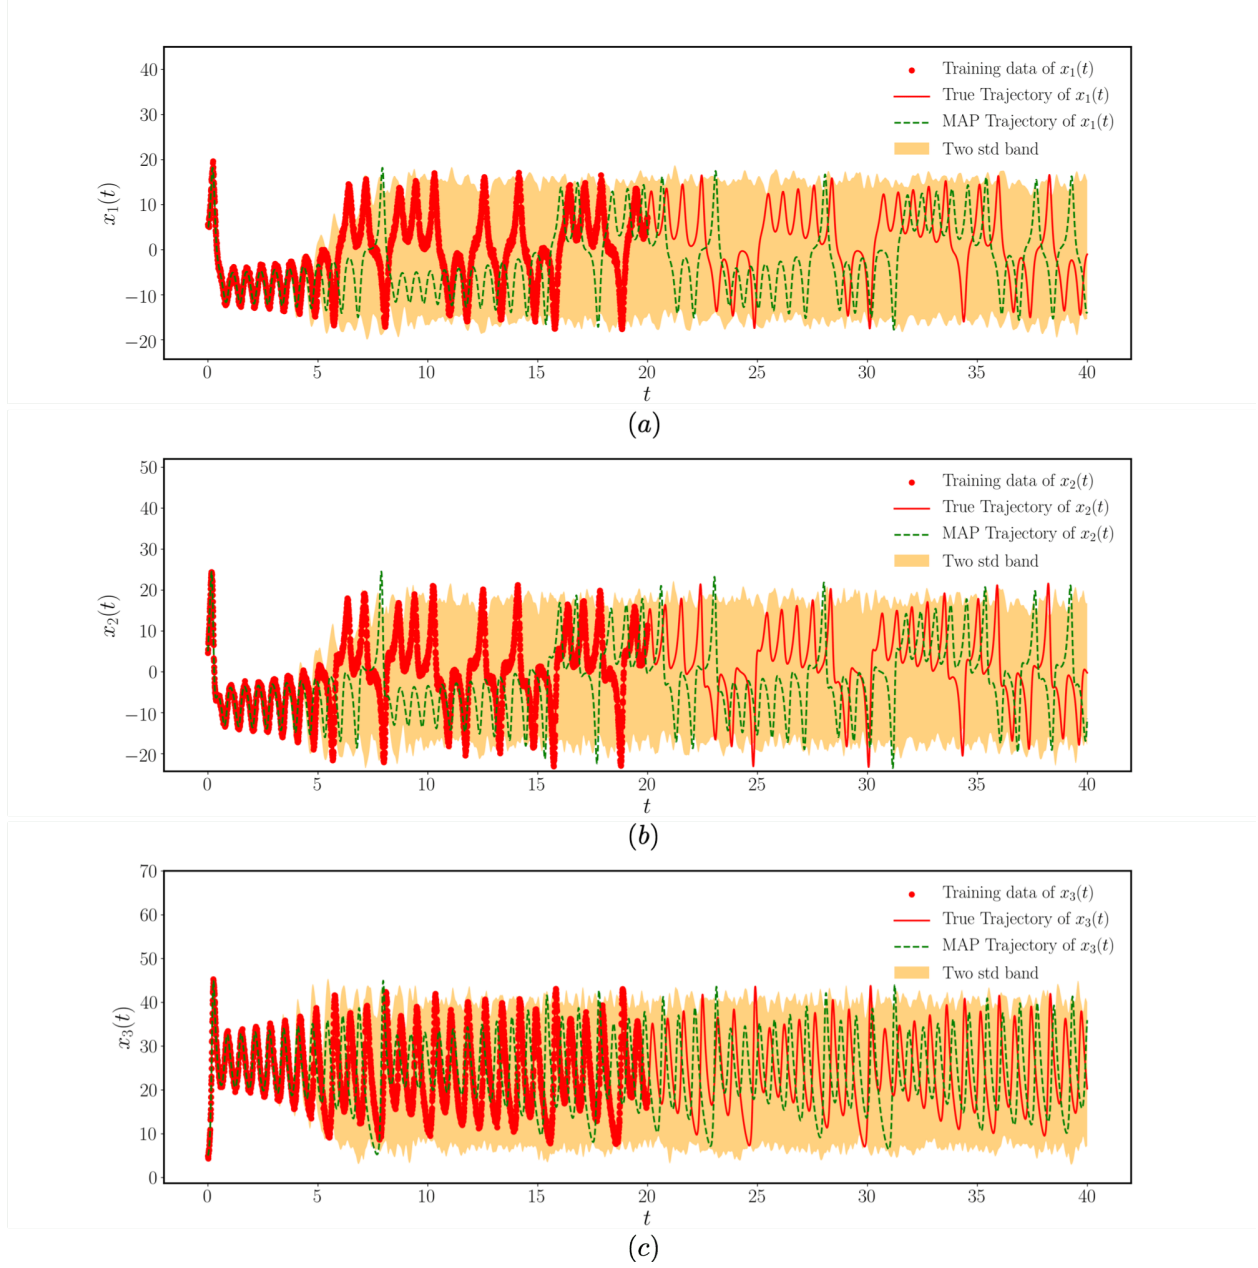 40
30
20
10
0
−10
−20
x₁(t)
Training data of x₁(t)
True Trajectory of x₁(t)
MAP Trajectory of x₁(t)
Two std band
0 5 10 15 20 25 30 35 40
t
(a)
50
40
30
20
10
0
−10
−20
x₂(t)
Training data of x₂(t)
True Trajectory of x₂(t)
MAP Trajectory of x₂(t)
Two std band
0 5 10 15 20 25 30 35 40
t
(b)
70
60
50
40
30
20
10
0
x₃(t)
Training data of x₃(t)
True Trajectory of x₃(t)
MAP Trajectory of x₃(t)
Two std band
0 5 10 15 20 25 30 35 40
t
(c)